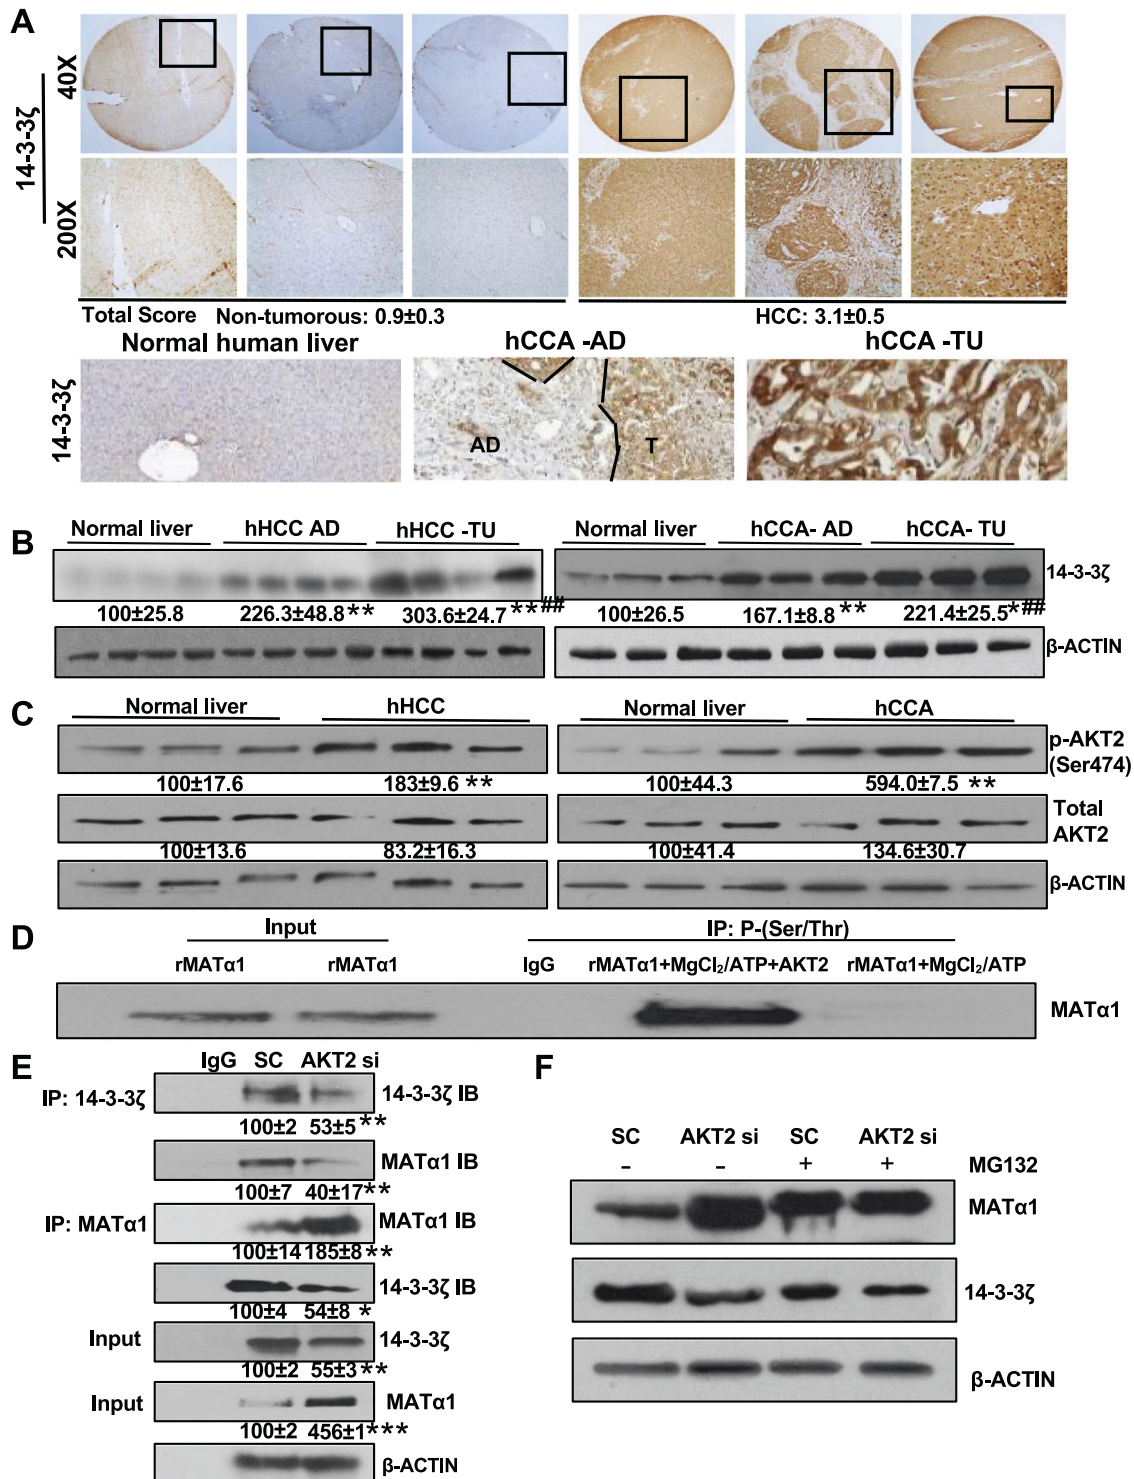 A
40X
14-3-3ζ
200X
Total Score Non-tumorous: 0.9±0.3 HCC: 3.1±0.5
Normal human liver hCCA -AD hCCA -TU
14-3-3ζ
AD T
B
Normal liver hHCC AD hHCC -TU Normal liver hCCA- AD hCCA- TU
14-3-3ζ
100±25.8 226.3±48.8** 303.6±24.7 **## 100±26.5 167.1±8.8 ** 221.4±25.5*##
β-ACTIN
C
Normal liver hHCC Normal liver hCCA
p-AKT2
(Ser474)
100±17.6 183±9.6 ** 100±44.3 594.0±7.5 **
Total
AKT2
100±13.6 83.2±16.3 100±41.4 134.6±30.7
β-ACTIN
D
Input IP: P-(Ser/Thr)
rMATα1 rMATα1 IgG rMATα1+MgCl₂/ATP+AKT2 rMATα1+MgCl₂/ATP
MATα1
E
IgG SC AKT2 si
IP: 14-3-3ζ 14-3-3ζ IB
100±2 53±5 **
MATα1 IB
100±7 40±17**
IP: MATα1 MATα1 IB
100±14 185±8 **
14-3-3ζ IB
100±4 54±8 *
Input 14-3-3ζ
100±2 55±3 **
Input MATα1
100±2 456±1***
β-ACTIN
F
SC AKT2 si SC AKT2 si
- - + + MG132
MATα1
14-3-3ζ
β-ACTIN